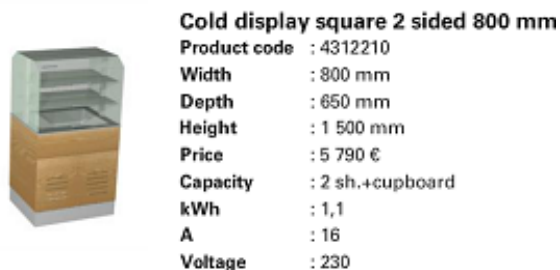 Cold display square 2 sided 800 mm
Product code : 4312210
Width : 800 mm
Depth : 650 mm
Height : 1 500 mm
Price : 5 790 €
Capacity : 2 sh.+cupboard
kWh : 1,1
A : 16
Voltage : 230